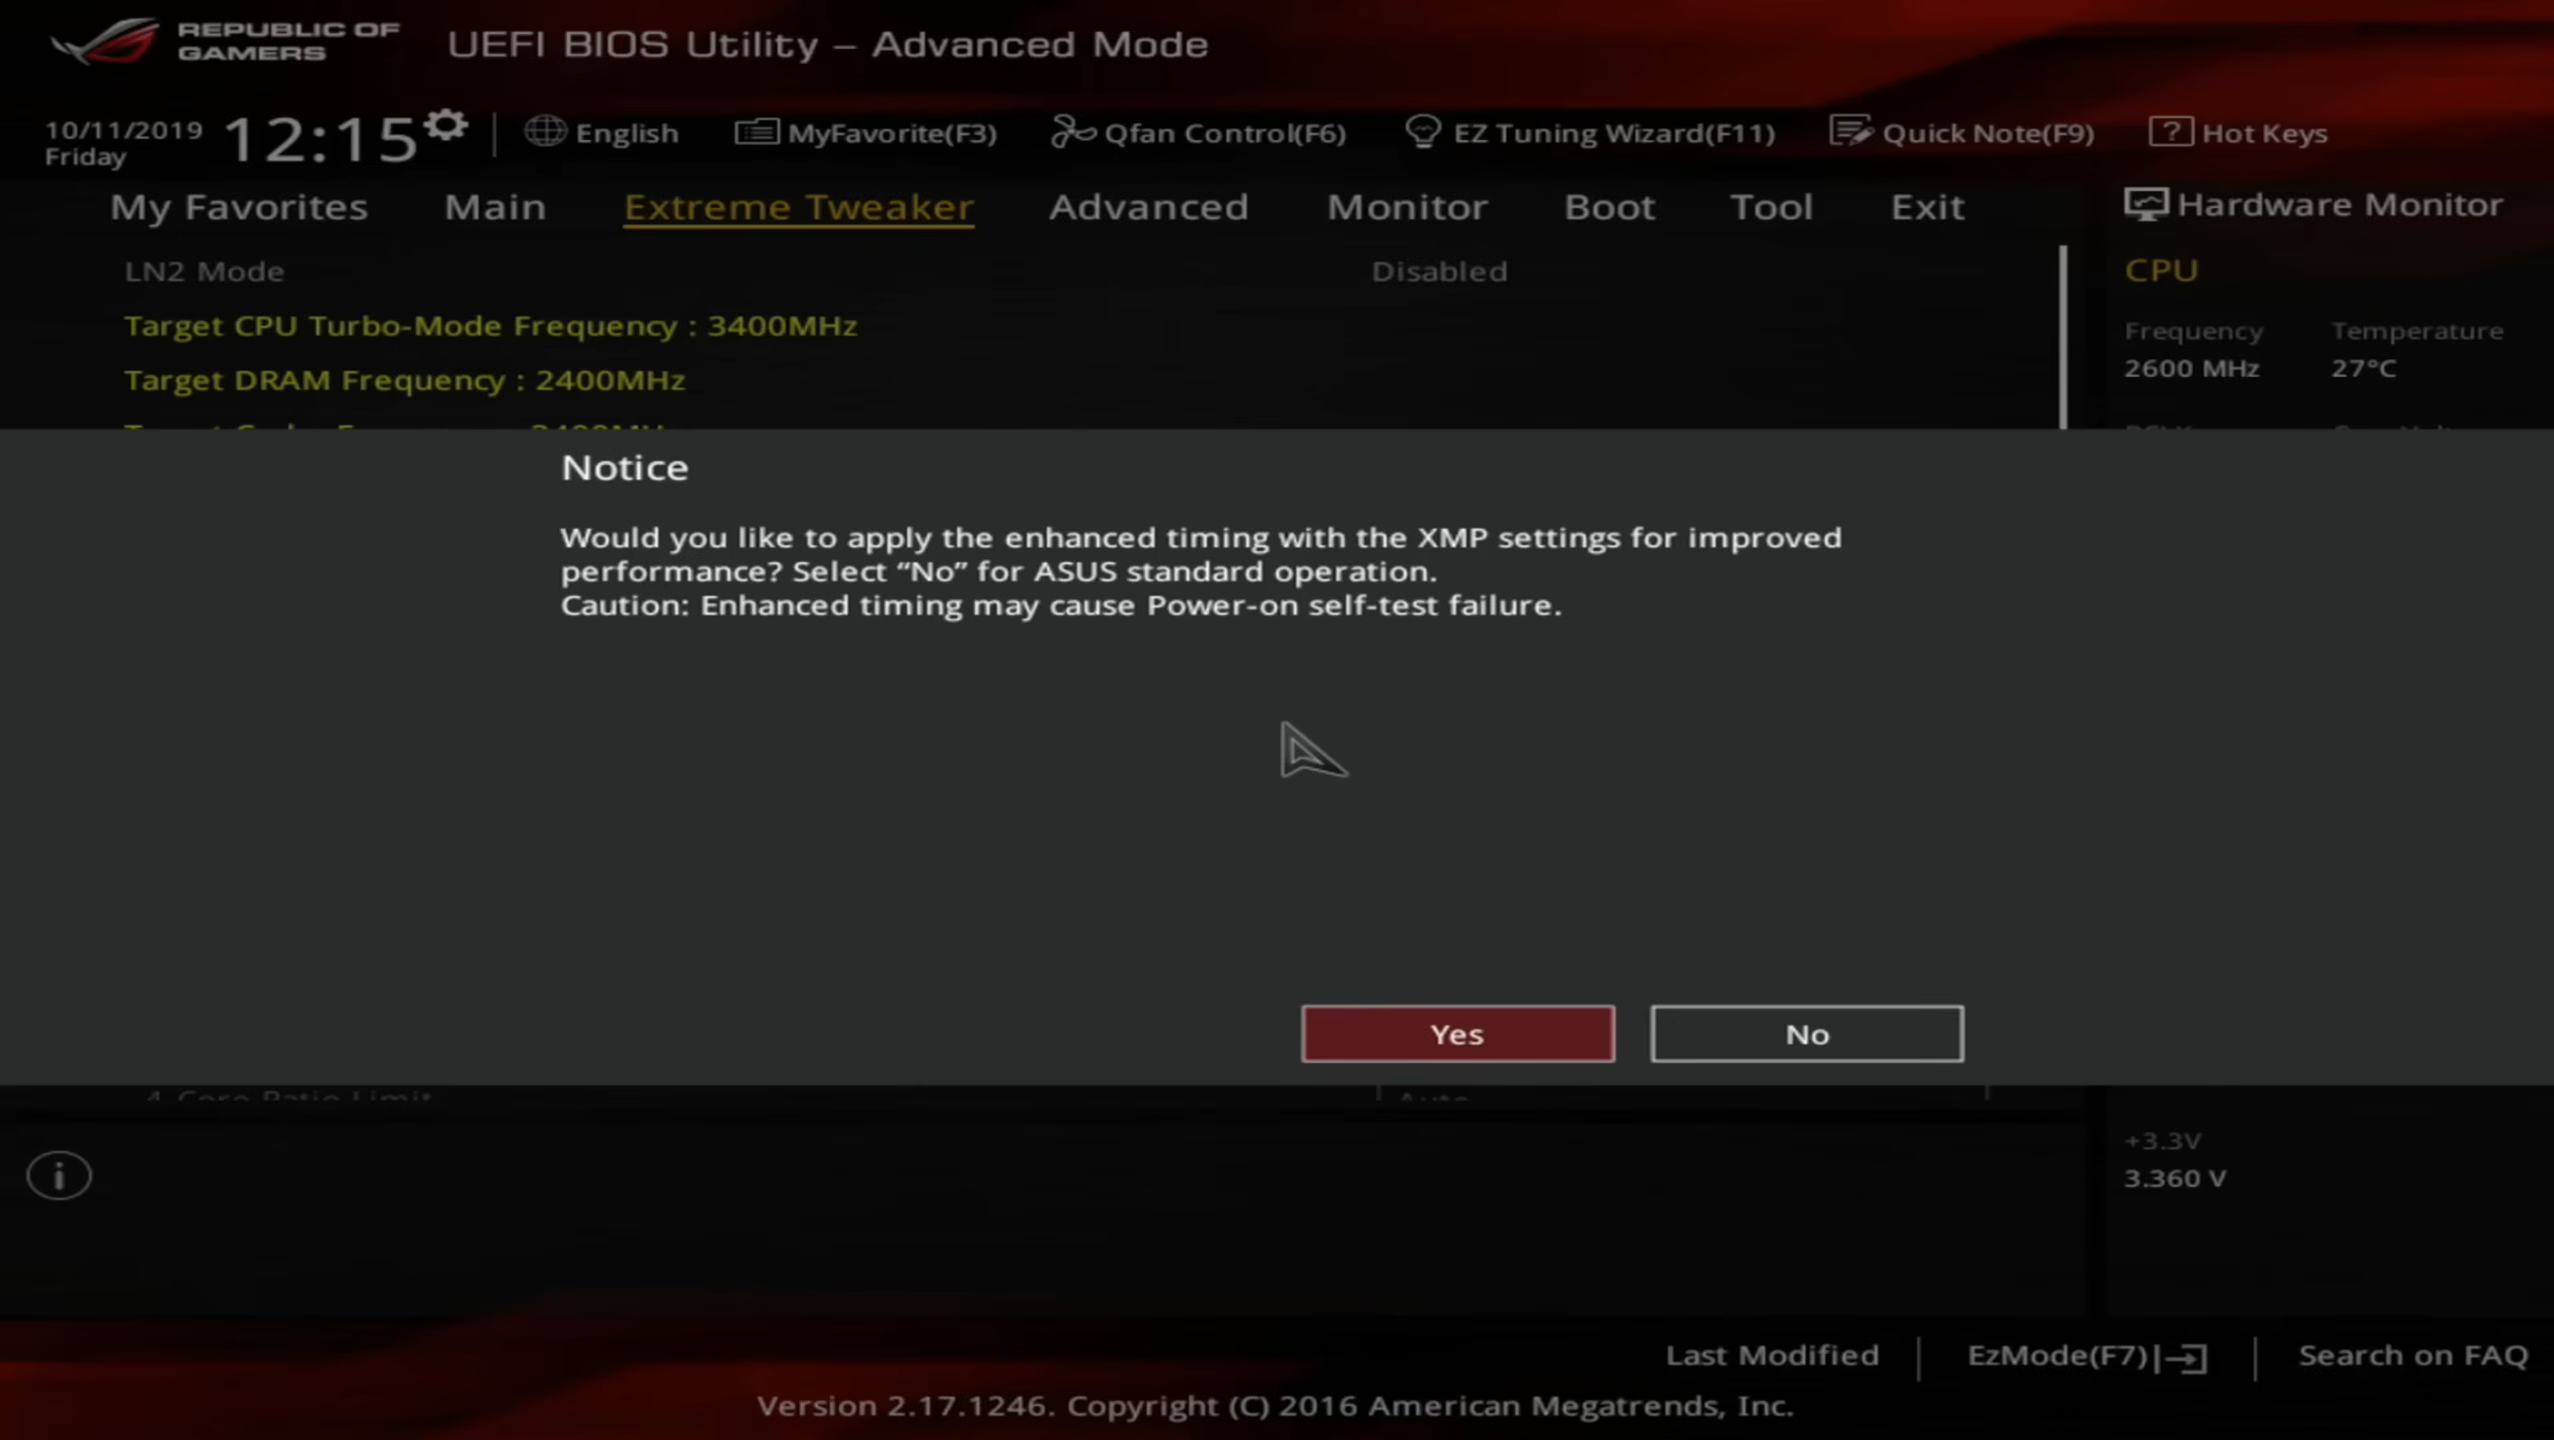 REPUBLIC OF
GAMERS
UEFI BIOS Utility – Advanced Mode
10/11/2019
Friday
12:15
English
MyFavorite(F3)
Qfan Control(F6)
EZ Tuning Wizard(F11)
Quick Note(F9)
? Hot Keys
My Favorites
Main
Extreme Tweaker
Advanced
Monitor
Boot
Tool
Exit
Hardware Monitor
LN2 Mode
Disabled
CPU
Target CPU Turbo-Mode Frequency : 3400MHz
Frequency
Temperature
2600 MHz
27°C
Target DRAM Frequency : 2400MHz
Notice
Would you like to apply the enhanced timing with the XMP settings for improved
performance? Select “No” for ASUS standard operation.
Caution: Enhanced timing may cause Power-on self-test failure.
Yes
No
+3.3V
3.360 V
i
Last Modified
EzMode(F7)
Search on FAQ
Version 2.17.1246. Copyright (C) 2016 American Megatrends, Inc.